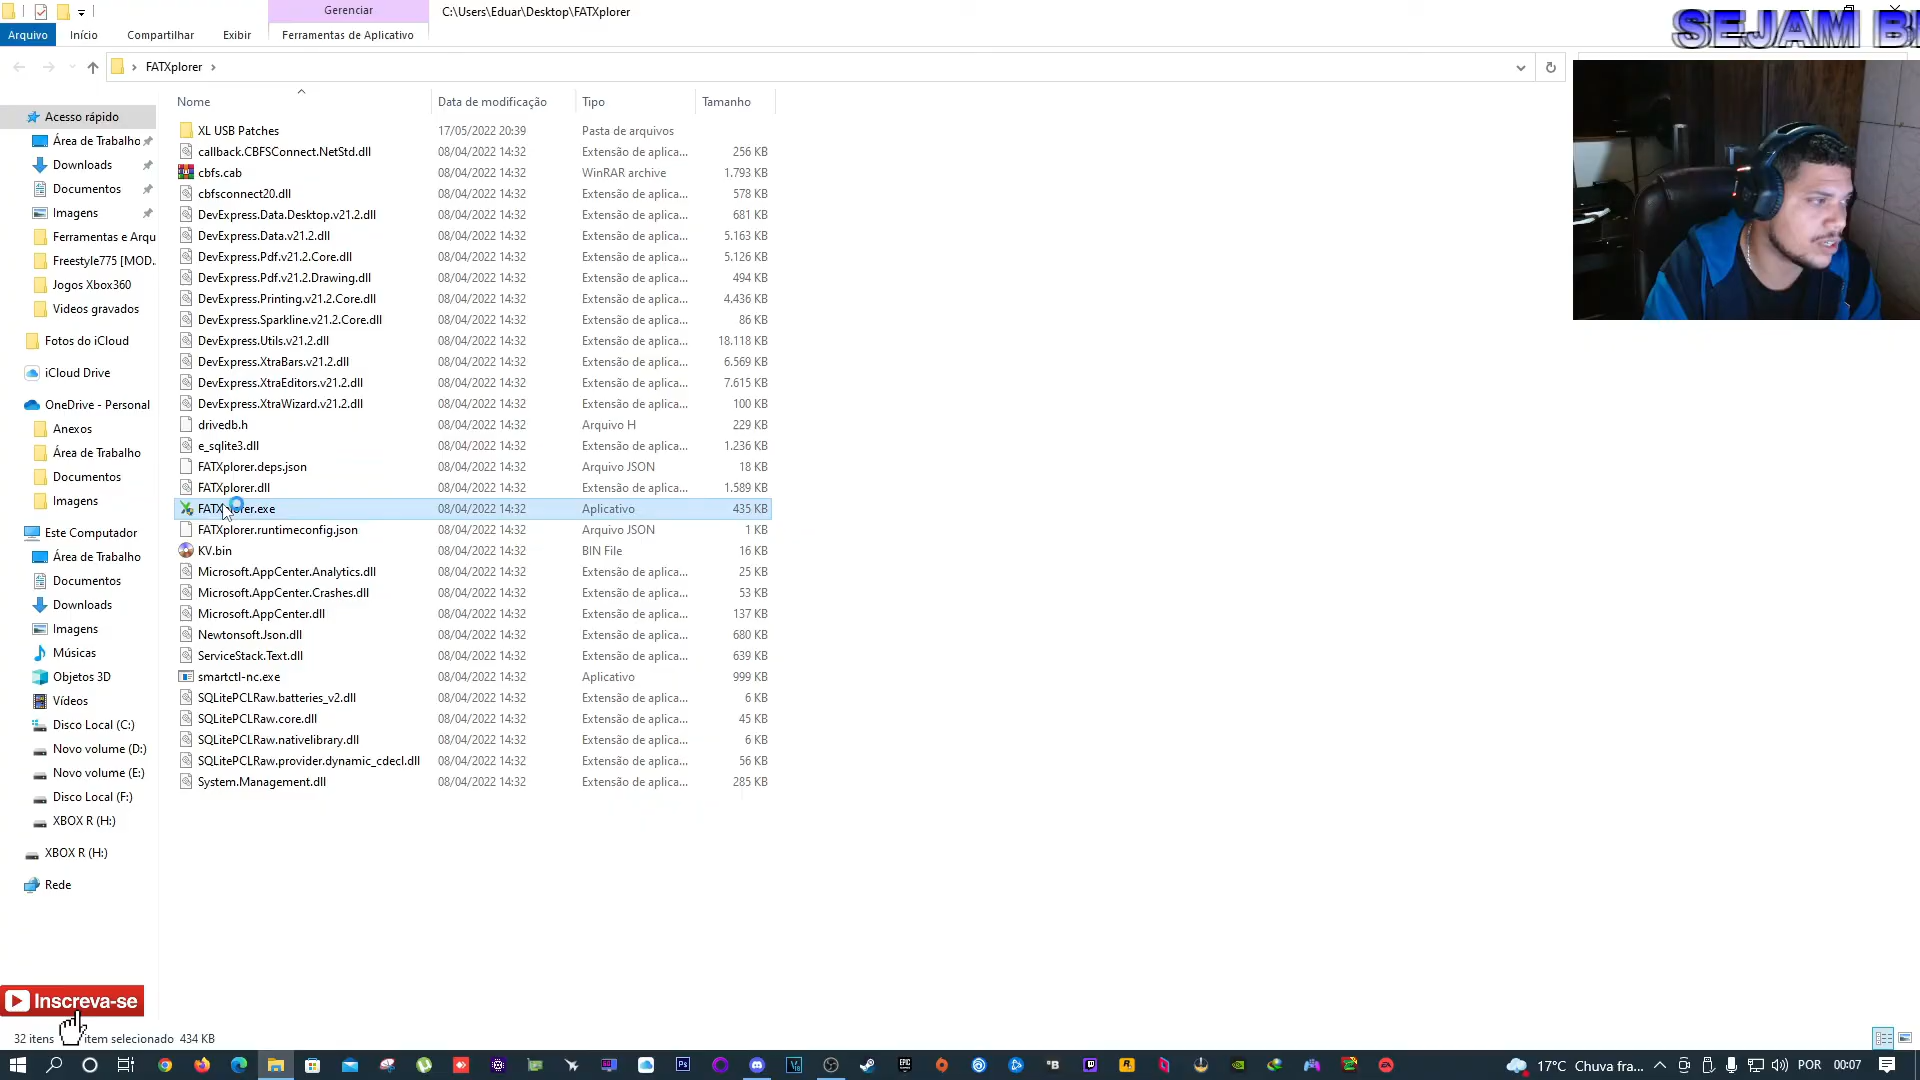 Gerenciar
C:\Users\Eduar\Desktop\FATXplorer
SEJAM B
Arquivo Início Compartilhar Exibir Ferramentas de Aplicativo
FATXplorer
Nome Data de modificação Tipo Tamanho
XL USB Patches 17/05/2022 20:39 Pasta de arquivos
callback.CBFSConnect.NetStd.dll 08/04/2022 14:32 Extensão de aplica... 256 KB
cbfs.cab 08/04/2022 14:32 WinRAR archive 1.793 KB
cbfsconnect20.dll 08/04/2022 14:32 Extensão de aplica... 578 KB
DevExpress.Data.Desktop.v21.2.dll 08/04/2022 14:32 Extensão de aplica... 681 KB
DevExpress.Data.v21.2.dll 08/04/2022 14:32 Extensão de aplica... 5.163 KB
DevExpress.Pdf.v21.2.Core.dll 08/04/2022 14:32 Extensão de aplica... 5.126 KB
DevExpress.Pdf.v21.2.Drawing.dll 08/04/2022 14:32 Extensão de aplica... 494 KB
DevExpress.Printing.v21.2.Core.dll 08/04/2022 14:32 Extensão de aplica... 4.436 KB
DevExpress.Sparkline.v21.2.Core.dll 08/04/2022 14:32 Extensão de aplica... 86 KB
DevExpress.Utils.v21.2.dll 08/04/2022 14:32 Extensão de aplica... 18.118 KB
DevExpress.XtraBars.v21.2.dll 08/04/2022 14:32 Extensão de aplica... 6.569 KB
DevExpress.XtraEditors.v21.2.dll 08/04/2022 14:32 Extensão de aplica... 7.615 KB
DevExpress.XtraWizard.v21.2.dll 08/04/2022 14:32 Extensão de aplica... 100 KB
drivedb.h 08/04/2022 14:32 Arquivo H 229 KB
e_sqlite3.dll 08/04/2022 14:32 Extensão de aplica... 1.236 KB
FATXplorer.deps.json 08/04/2022 14:32 Arquivo JSON 18 KB
FATXplorer.dll 08/04/2022 14:32 Extensão de aplica... 1.589 KB
FATXplorer.exe 08/04/2022 14:32 Aplicativo 435 KB
FATXplorer.runtimeconfig.json 08/04/2022 14:32 Arquivo JSON 1 KB
KV.bin 08/04/2022 14:32 BIN File 16 KB
Microsoft.AppCenter.Analytics.dll 08/04/2022 14:32 Extensão de aplica... 25 KB
Microsoft.AppCenter.Crashes.dll 08/04/2022 14:32 Extensão de aplica... 53 KB
Microsoft.AppCenter.dll 08/04/2022 14:32 Extensão de aplica... 137 KB
Newtonsoft.Json.dll 08/04/2022 14:32 Extensão de aplica... 680 KB
ServiceStack.Text.dll 08/04/2022 14:32 Extensão de aplica... 639 KB
smartctl-nc.exe 08/04/2022 14:32 Aplicativo 999 KB
SQLitePCLRaw.batteries_v2.dll 08/04/2022 14:32 Extensão de aplica... 6 KB
SQLitePCLRaw.core.dll 08/04/2022 14:32 Extensão de aplica... 45 KB
SQLitePCLRaw.nativelibrary.dll 08/04/2022 14:32 Extensão de aplica... 6 KB
SQLitePCLRaw.provider.dynamic_cdecl.dll 08/04/2022 14:32 Extensão de aplica... 56 KB
System.Management.dll 08/04/2022 14:32 Extensão de aplica... 285 KB
Acesso rápido
Área de Trabalho
Downloads
Documentos
Imagens
Ferramentas e Arqu
Freestyle775 [MOD..
Jogos Xbox360
Videos gravados
Fotos do iCloud
iCloud Drive
OneDrive - Personal
Anexos
Área de Trabalho
Documentos
Imagens
Este Computador
Área de Trabalho
Documentos
Downloads
Imagens
Músicas
Objetos 3D
Vídeos
Disco Local (C:)
Novo volume (D:)
Novo volume (E:)
Disco Local (F:)
XBOX R (H:)
XBOX R (H:)
Rede
Inscreva-se
32 itens item selecionado 434 KB
17°C Chuva fra... POR 00:07